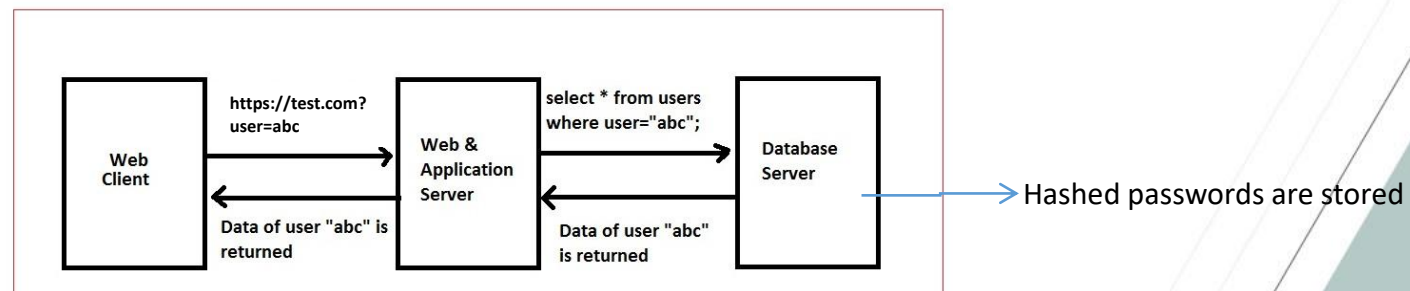 https://test.com?
user=abc
select * from users
where user="abc";
Web
Client
Web &
Application
Server
Database
Server
Hashed passwords are stored
Data of user "abc" is
returned
Data of user "abc"
is returned